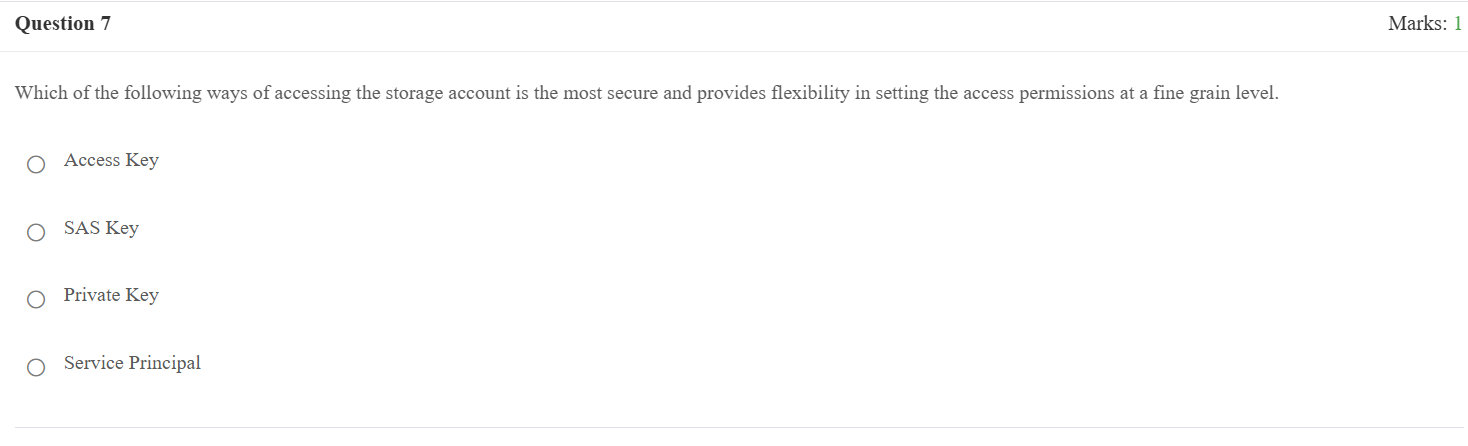 Question 7
Marks: 1
Which of the following ways of accessing the storage account is the most secure and provides flexibility in setting the access permissions at a fine grain level.
Access Key
SAS Key
Private Key
Service Principal